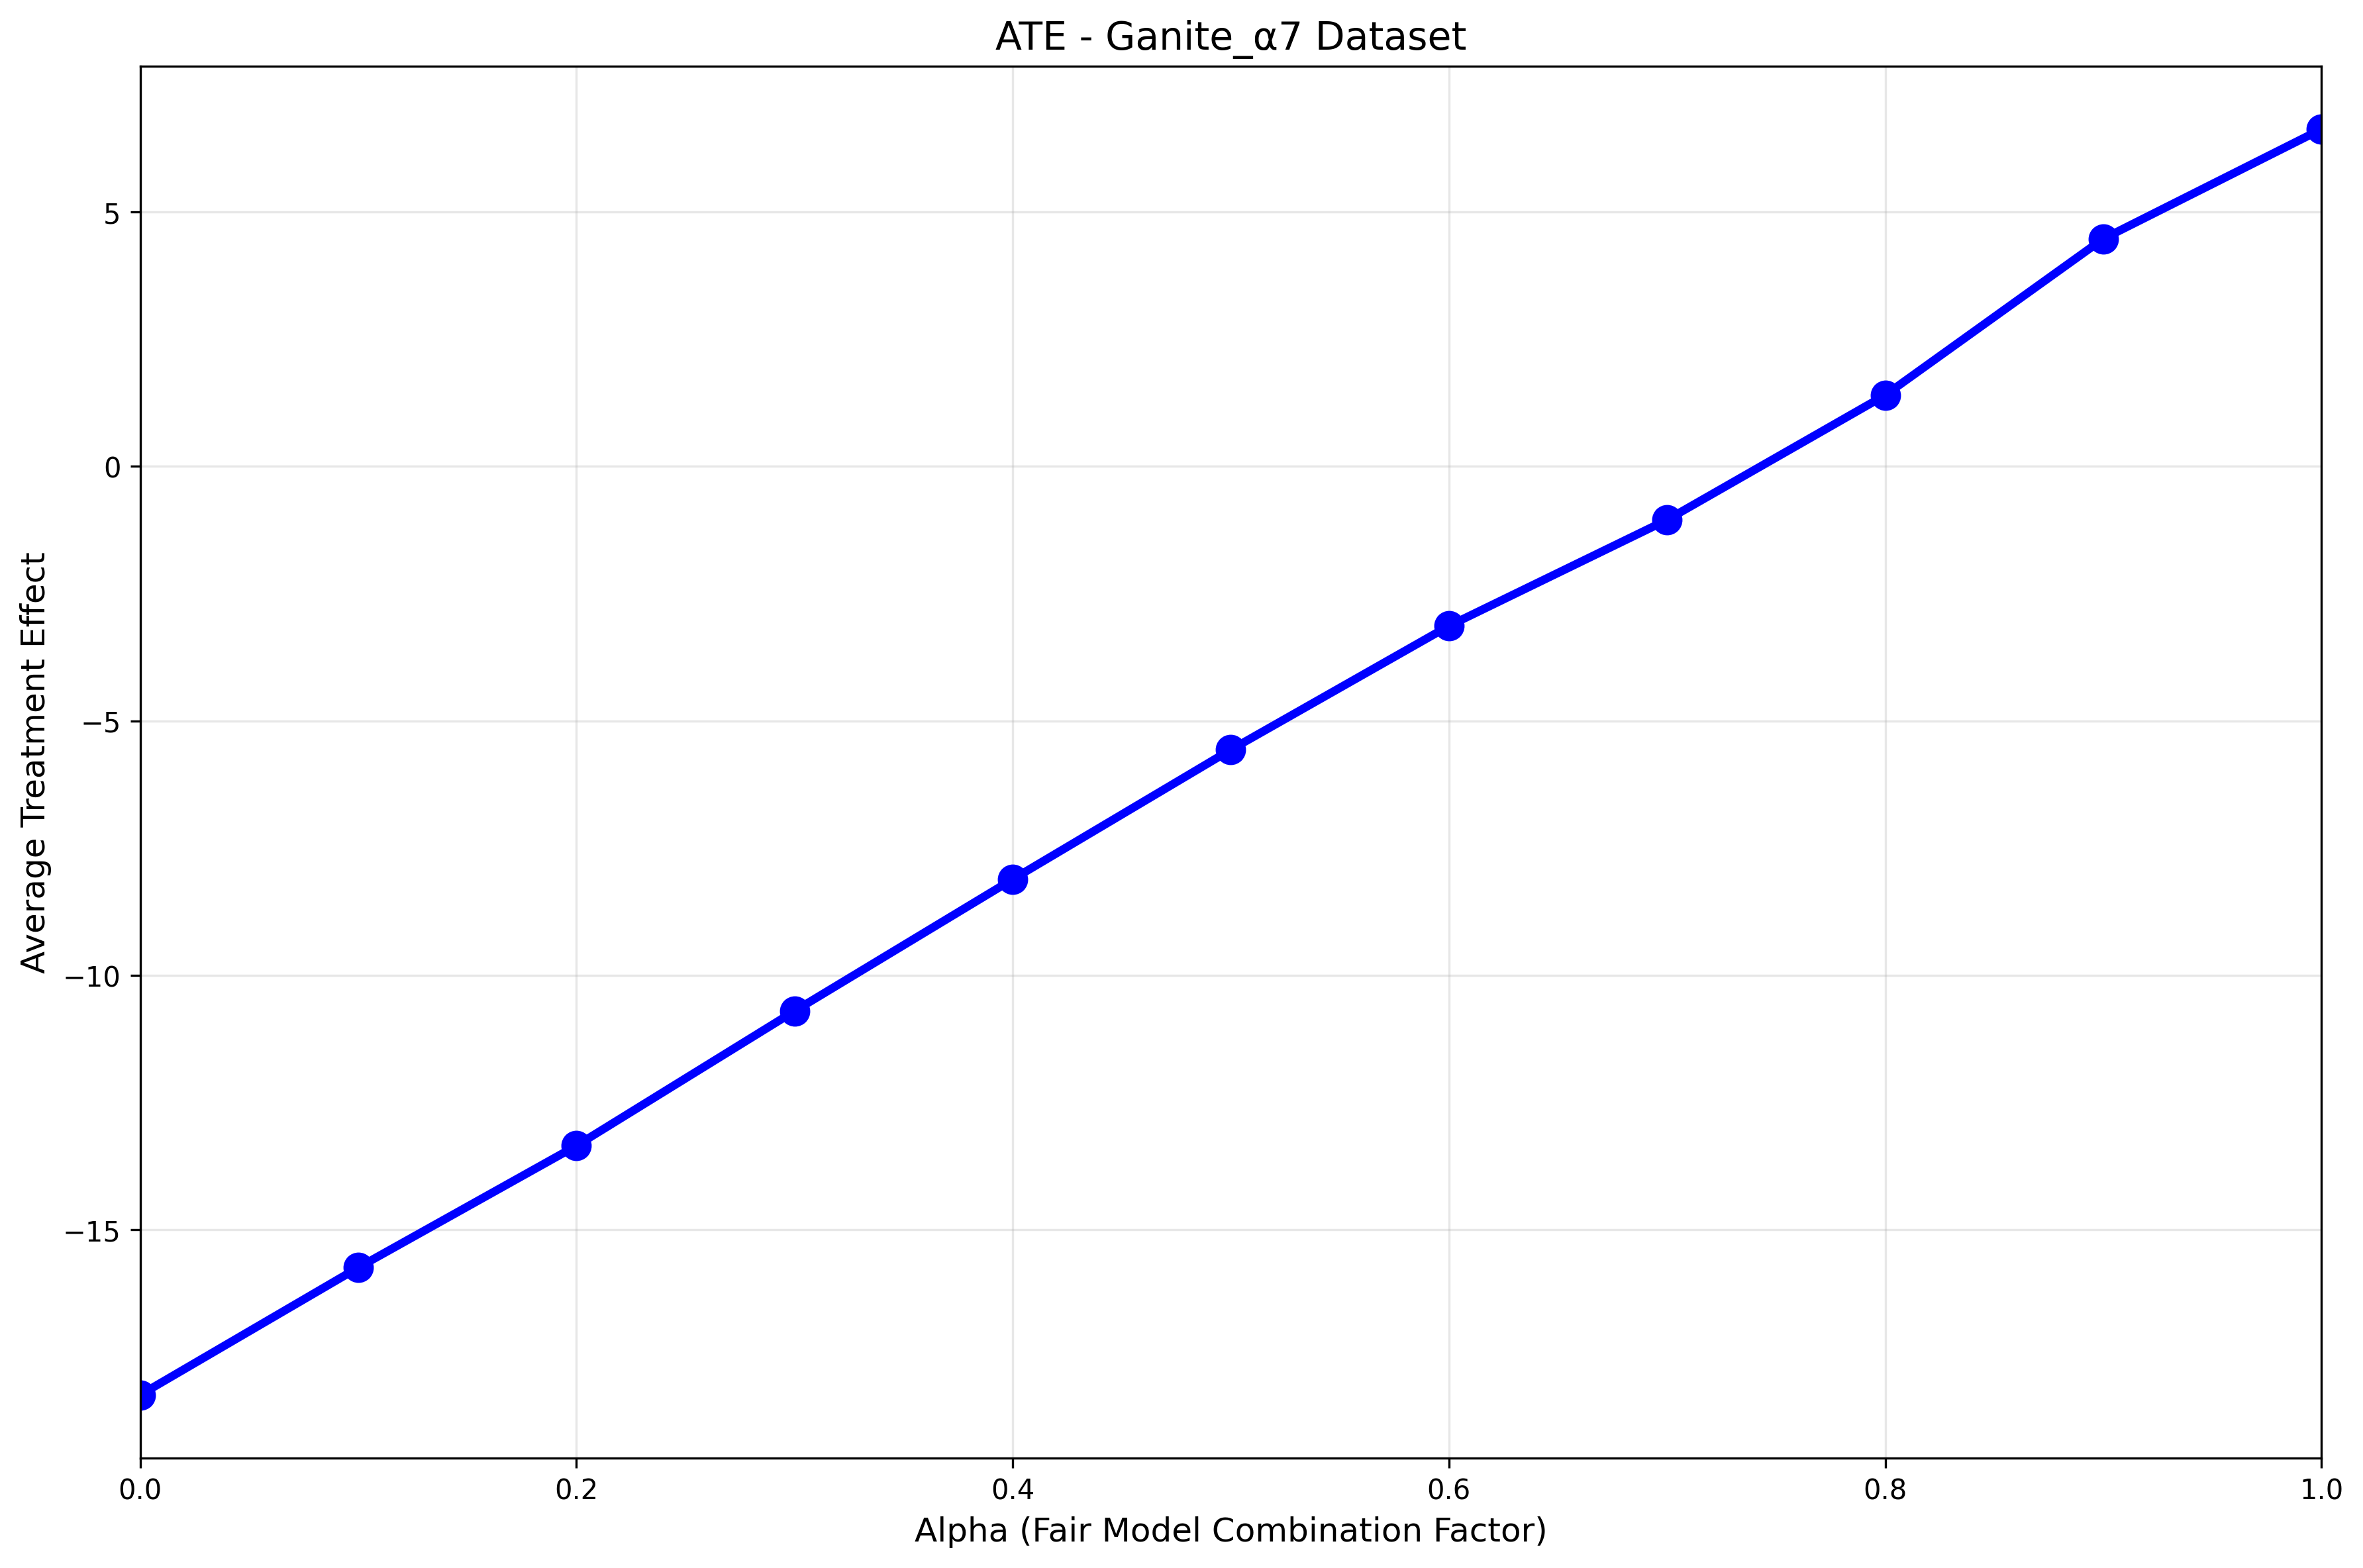 ATE - Ganite_α7 Dataset
Average Treatment Effect
5
0
−5
−10
−15
0.0 0.2 0.4 0.6 0.8 1.0
Alpha (Fair Model Combination Factor)